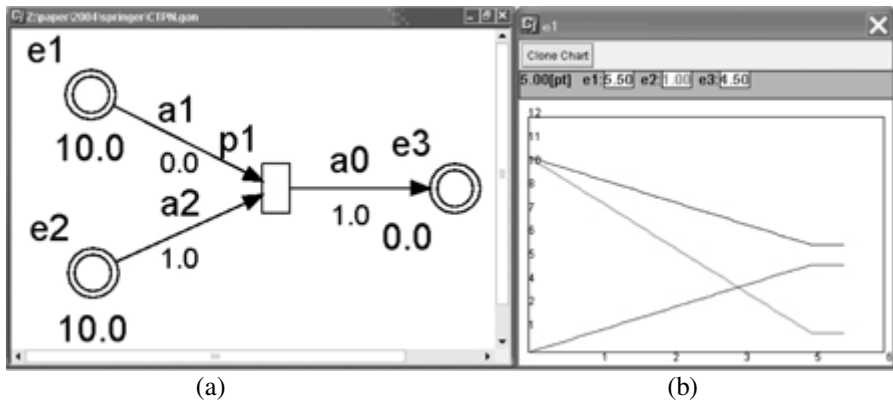 Z:\paper\2004\springer\CTPN.gon
e1
10.0
a1
0.0
p1
a0
1.0
e3
0.0
e2
10.0
a2
1.0
(a)
e1
Clone Chart
5.00[pt] e1:5.50 e2:1.00 e3:4.50
12
11
10
9
8
7
6
5
4
3
2
1
1 2 3 4 5 6
(b)